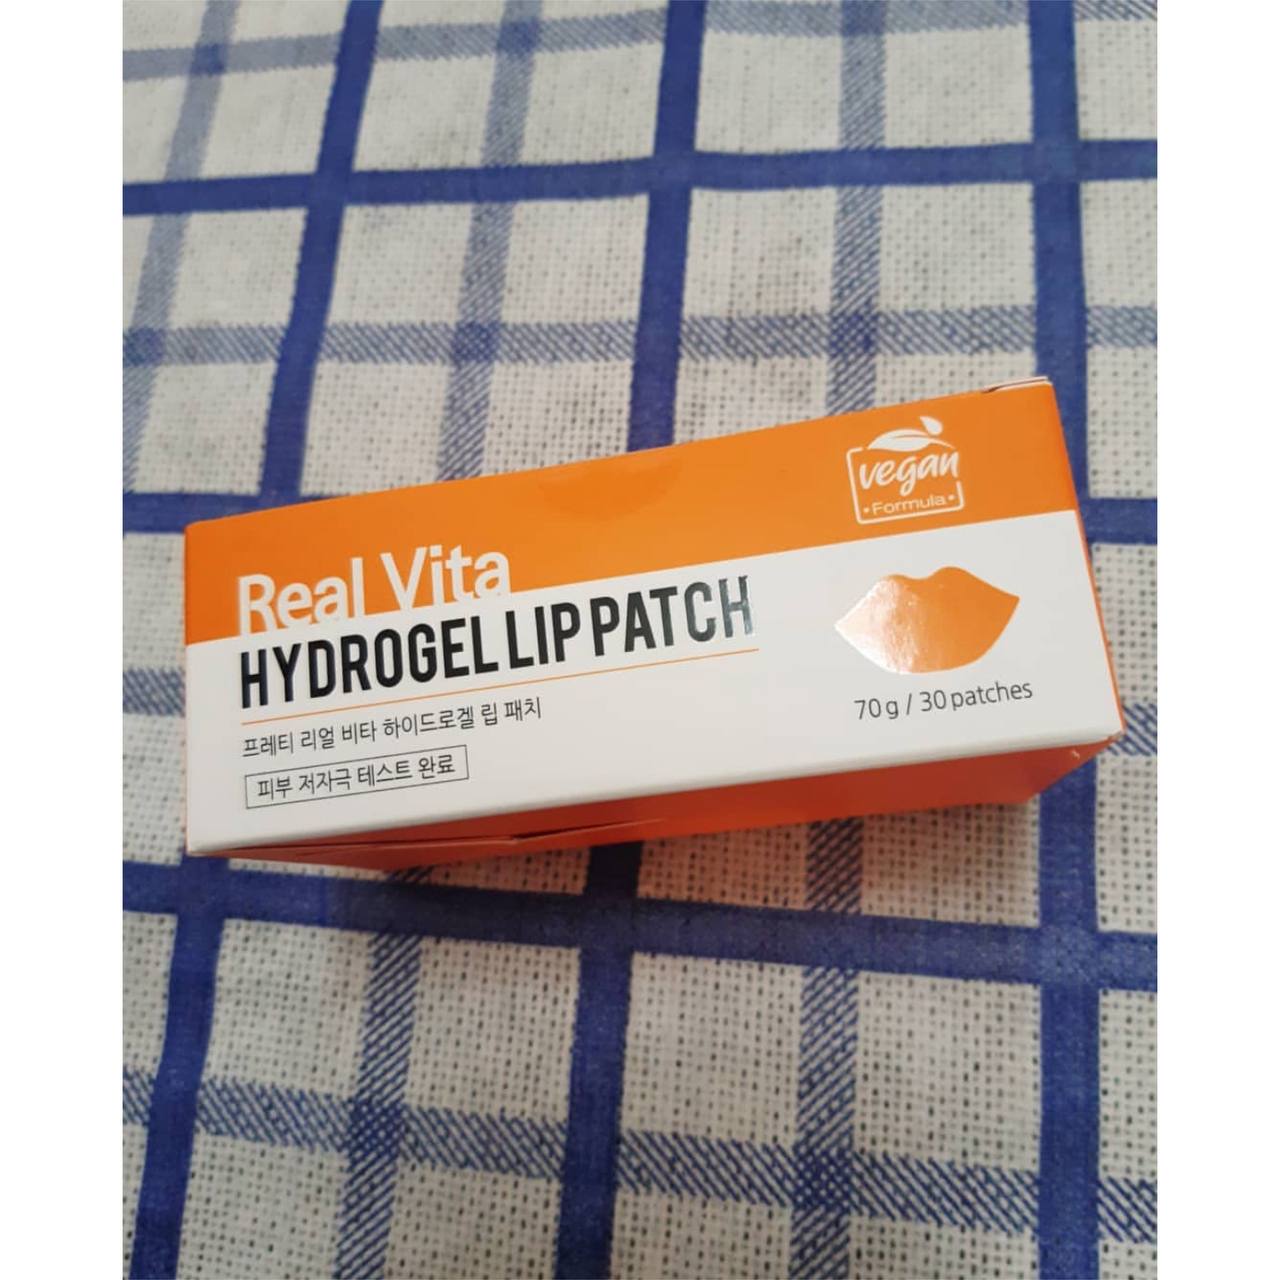 vegan
• Formula •
Real Vita
HYDROGEL LIP PATCH
프레티 리얼 비타 하이드로겔 립 패치
피부 저자극 테스트 완료
70 g / 30 patches